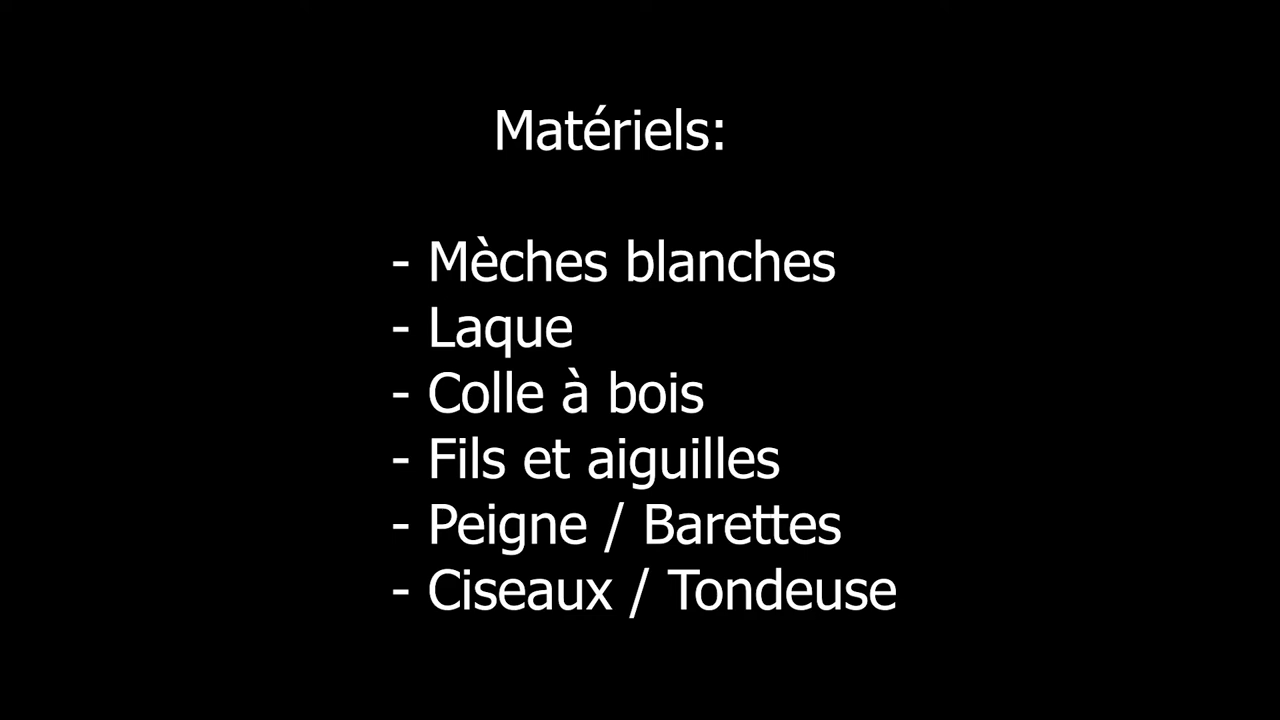 Matériels:
- Mèches blanches
- Laque
- Colle à bois
- Fils et aiguilles
- Peigne / Barettes
- Ciseaux / Tondeuse